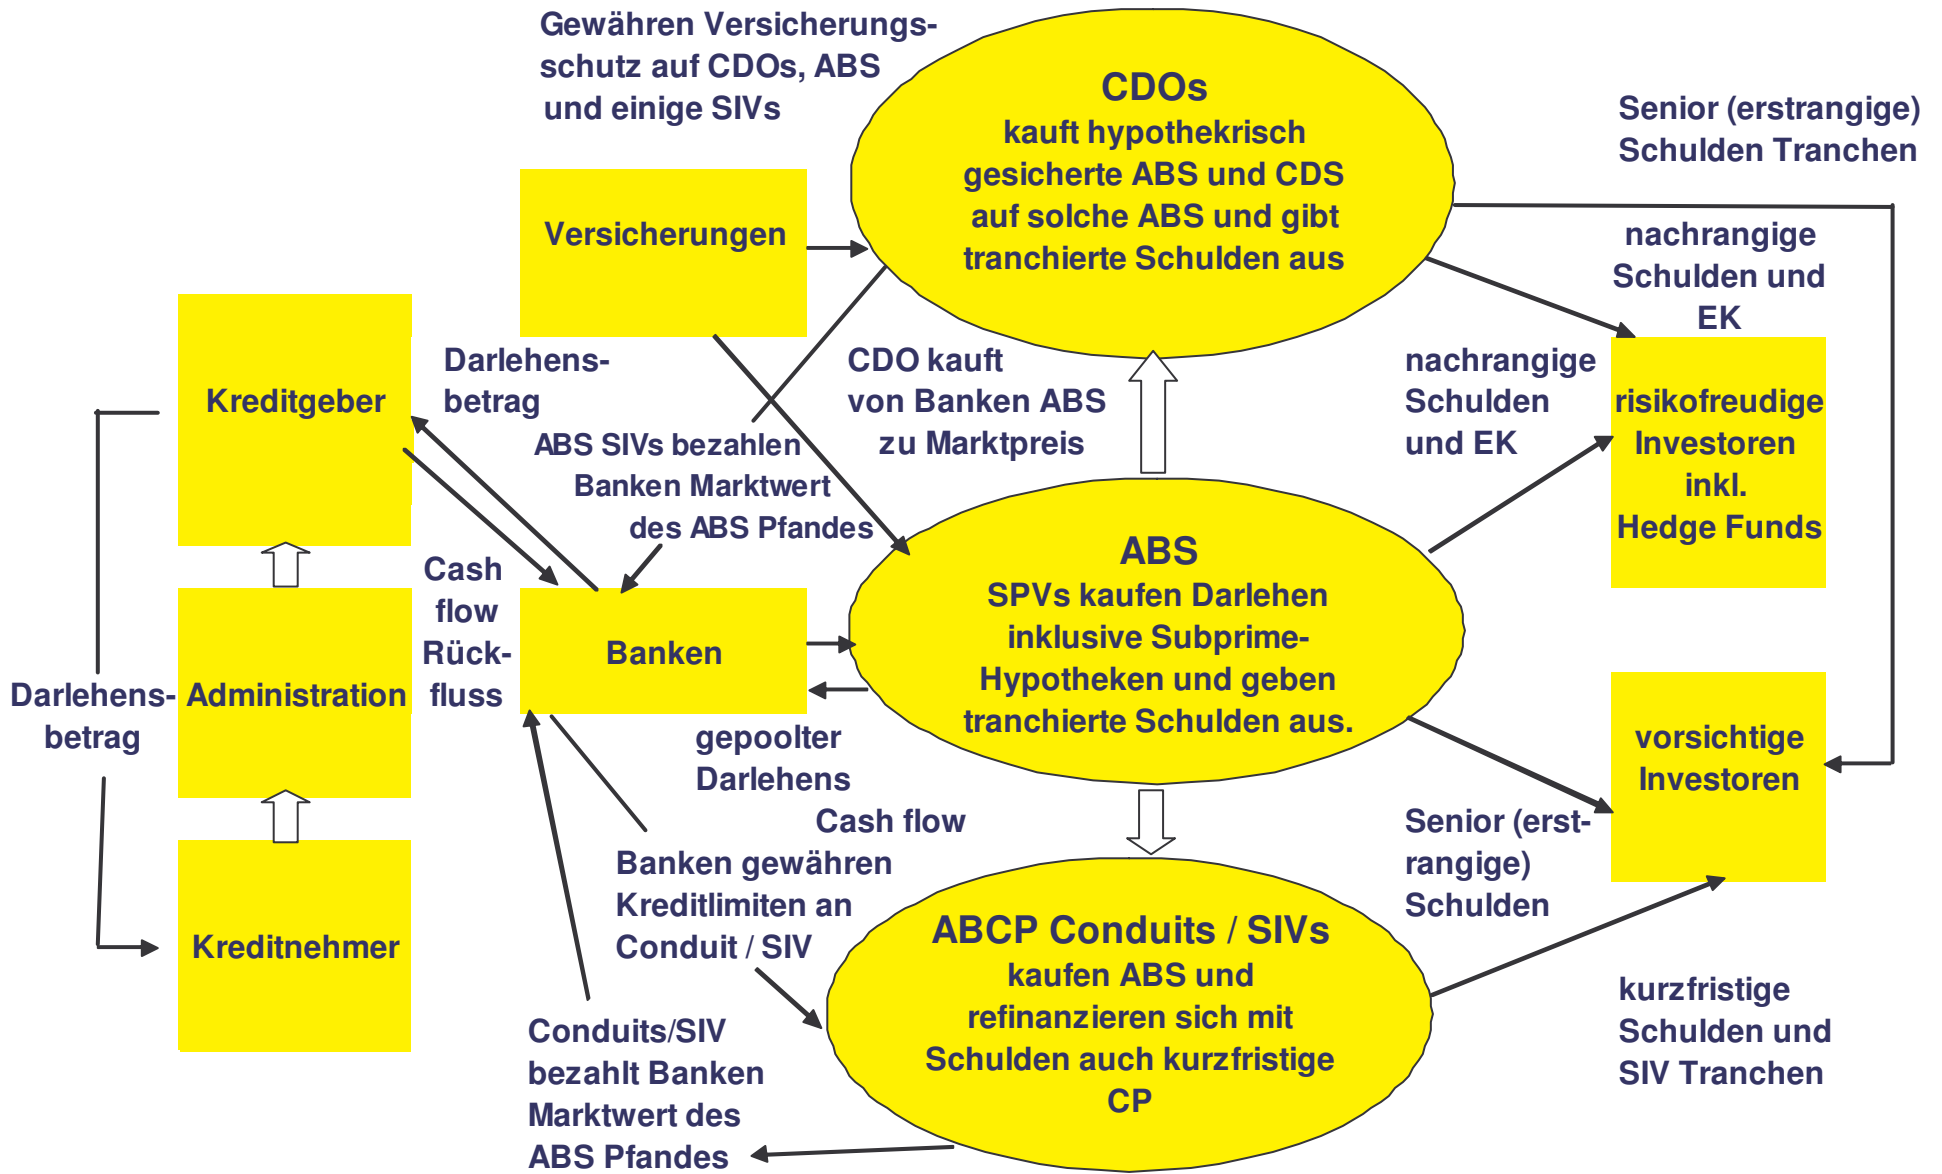 Gewähren Versicherungs-
schutz auf CDOs, ABS
und einige SIVs
CDOs
kauft hypothekrisch
gesicherte ABS und CDS
auf solche ABS und gibt
tranchierte Schulden aus
Senior (erstrangige)
Schulden Tranchen
Versicherungen
nachrangige
Schulden und
EK
Kreditgeber
Darlehens-
betrag
CDO kauft
von Banken ABS
zu Marktpreis
nachrangige
Schulden
und EK
risikofreudige
Investoren
inkl.
Hedge Funds
ABS SIVs bezahlen
Banken Marktwert
des ABS Pfandes
Cash
flow
Rück-
fluss
Banken
ABS
SPVs kaufen Darlehen
inklusive Subprime-
Hypotheken und geben
tranchierte Schulden aus.
Darlehens-
betrag
Administration
gepoolter
Darlehens
Cash flow
vorsichtige
Investoren
Senior (erst-
rangige)
Schulden
Banken gewähren
Kreditlimiten an
Conduit / SIV
Kreditnehmer
ABCP Conduits / SIVs
kaufen ABS und
refinanzieren sich mit
Schulden auch kurzfristige
CP
kurzfristige
Schulden und
SIV Tranchen
Conduits/SIV
bezahlt Banken
Marktwert des
ABS Pfandes